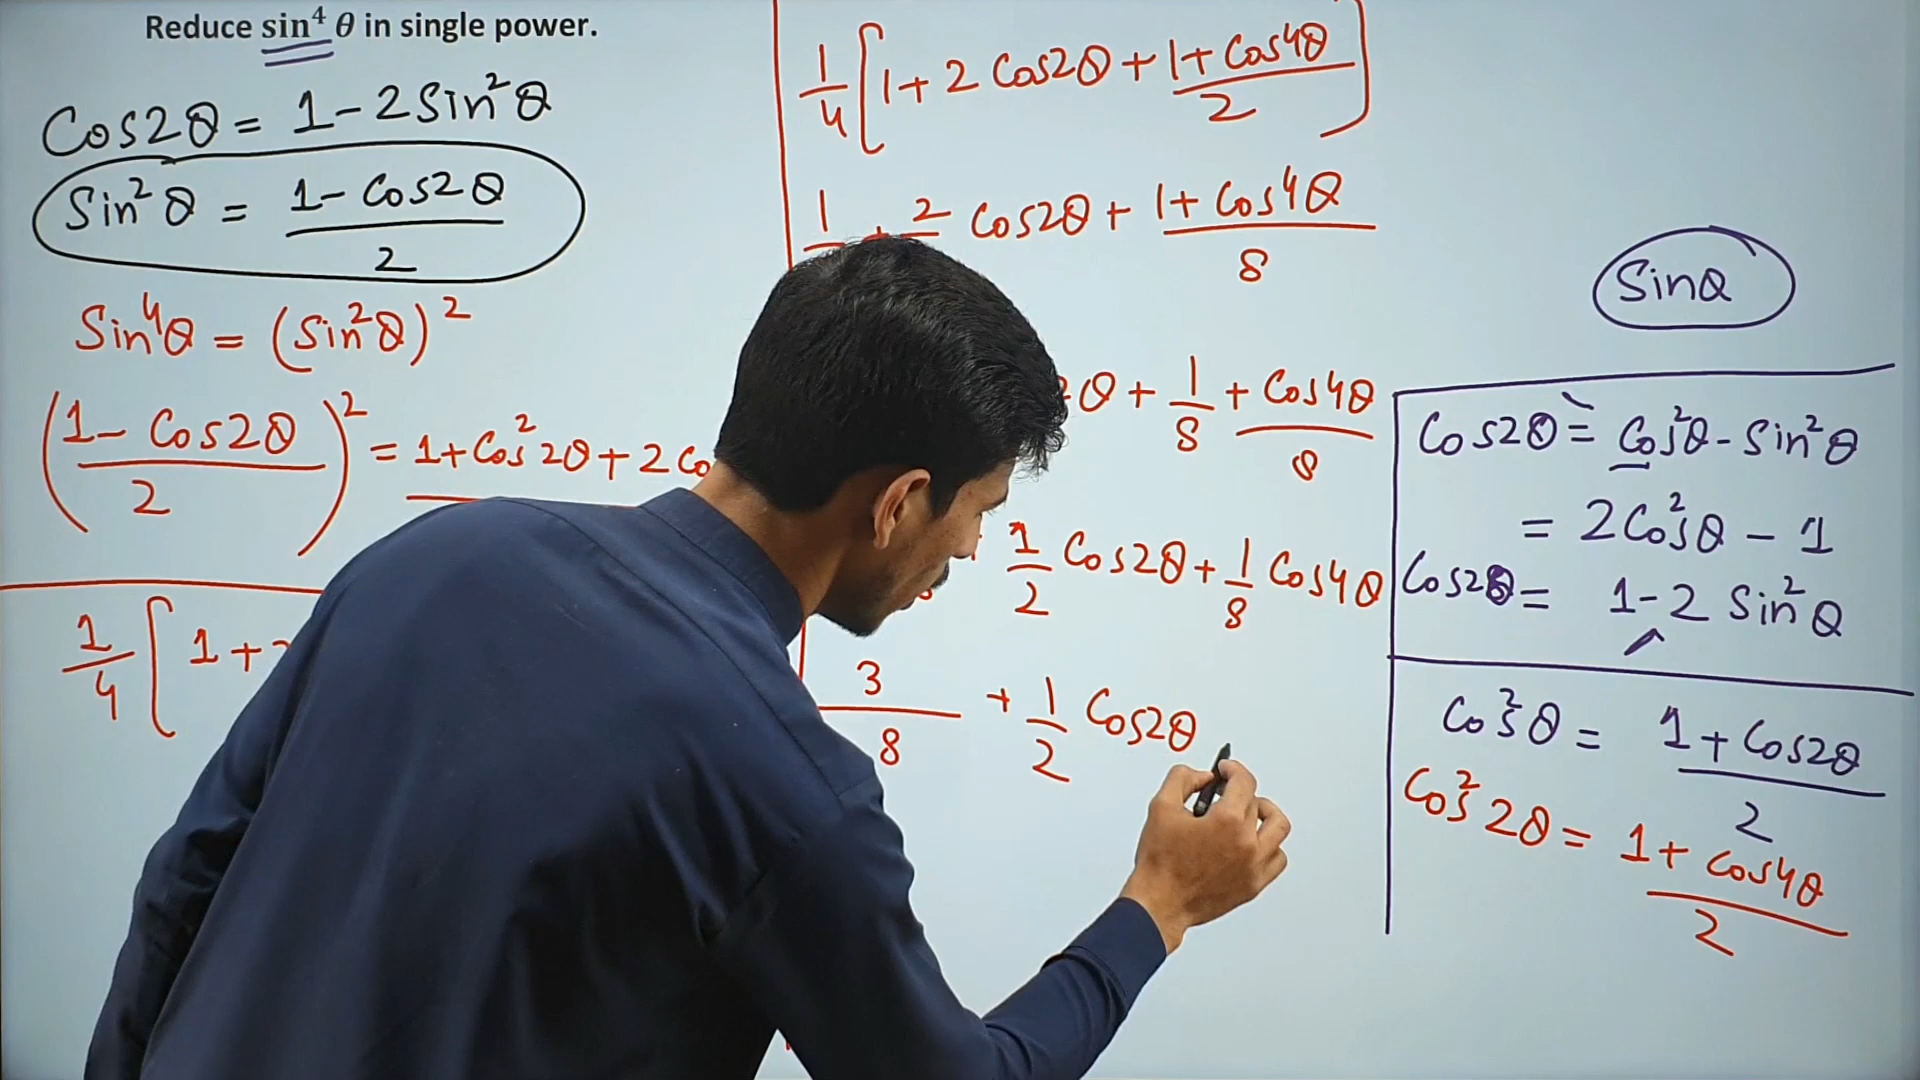 Reduce sin⁴ θ in single power.
Cos2θ = 1-2Sin²θ
Sin²θ = 1-Cos2θ / 2
Sin⁴θ = (Sin²θ)²
(1- Cos2θ / 2)² = 1+Cos²2θ+2Co
1/4 [ 1+
1/4 [1+2 Cos2θ+ 1+Cos4θ / 2]
1 + 2 Cos2θ+ 1+ Cos4θ / 8
θ + 1/8 + Cos4θ / 8
1/2 Cos2θ + 1/8 Cos4θ
3/8 + 1/2 Cos2θ
Sinθ
Cos2θ = Cos²θ - Sin²θ
= 2Cos²θ - 1
Cos2θ = 1-2 Sin²θ
Cos²θ = 1+Cos2θ / 2
Cos²2θ = 1+ Cos4θ / 2